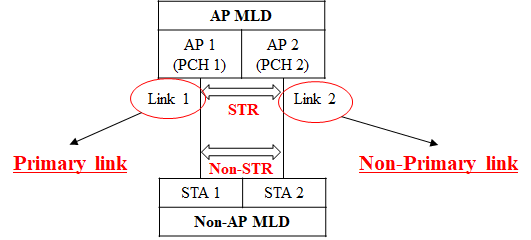 AP MLD
AP 1
(PCH 1)
AP 2
(PCH 2)
Link 1
STR
Link 2
Primary link
Non-Primary link
Non-STR
STA 1
STA 2
Non-AP MLD